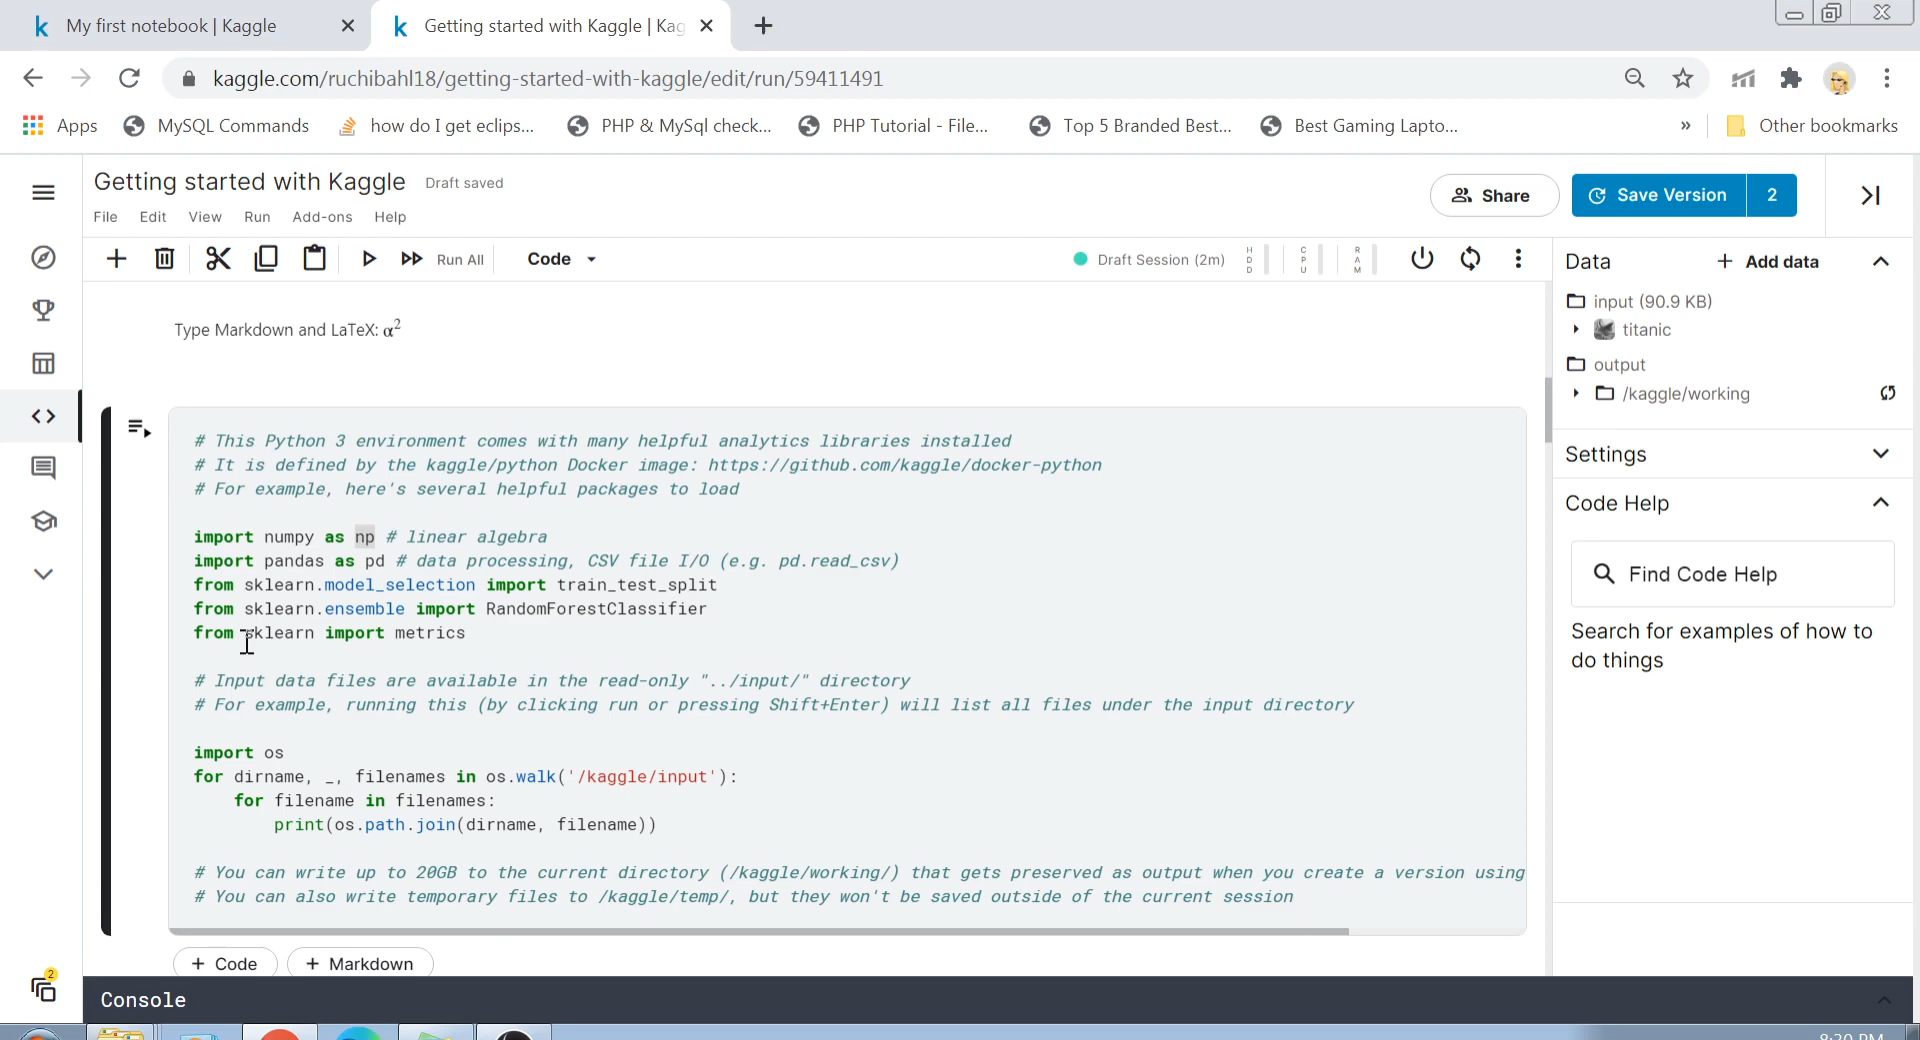 My first notebook | Kaggle
Getting started with Kaggle | Kag
kaggle.com/ruchibahl18/getting-started-with-kaggle/edit/run/59411491
Apps
MySQL Commands
how do I get eclips...
PHP & MySql check...
PHP Tutorial - File...
Top 5 Branded Best...
Best Gaming Lapto...
»
Other bookmarks
Getting started with Kaggle
Draft saved
File Edit View Run Add-ons Help
Share
Save Version 2
Run All
Code
Draft Session (2m)
HDD
CPU
RAM
Type Markdown and LaTeX: α²
# This Python 3 environment comes with many helpful analytics libraries installed
# It is defined by the kaggle/python Docker image: https://github.com/kaggle/docker-python
# For example, here's several helpful packages to load
import numpy as np # linear algebra
import pandas as pd # data processing, CSV file I/O (e.g. pd.read_csv)
from sklearn.model_selection import train_test_split
from sklearn.ensemble import RandomForestClassifier
from sklearn import metrics
# Input data files are available in the read-only "../input/" directory
# For example, running this (by clicking run or pressing Shift+Enter) will list all files under the input directory
import os
for dirname, _, filenames in os.walk('/kaggle/input'):
    for filename in filenames:
        print(os.path.join(dirname, filename))
# You can write up to 20GB to the current directory (/kaggle/working/) that gets preserved as output when you create a version using
# You can also write temporary files to /kaggle/temp/, but they won't be saved outside of the current session
+ Code
+ Markdown
Data
+ Add data
input (90.9 KB)
titanic
output
/kaggle/working
Settings
Code Help
Find Code Help
Search for examples of how to
do things
2
Console
8:30 PM